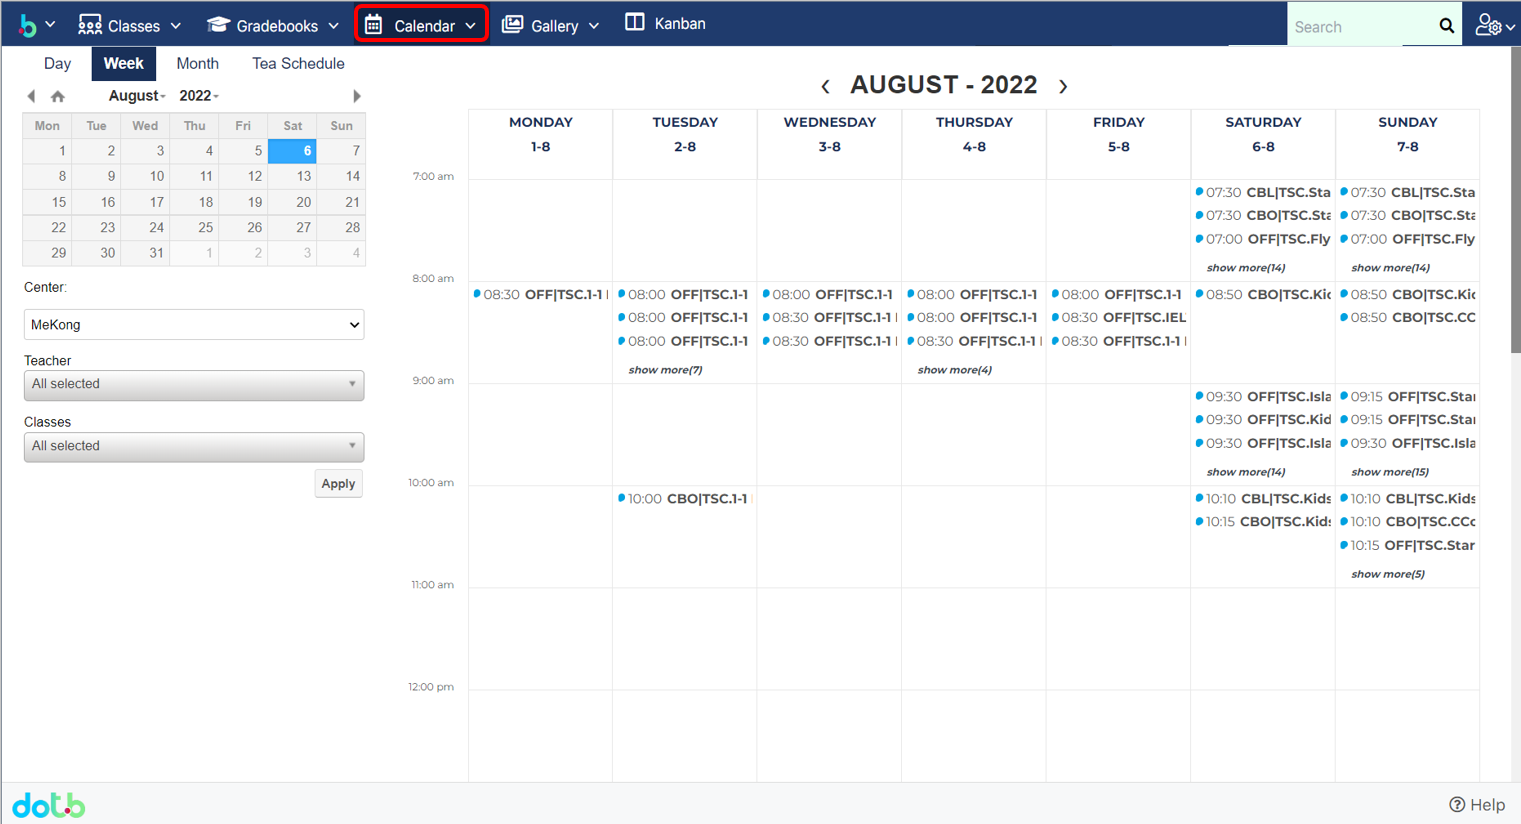 b Classes Gradebooks Calendar Gallery Kanban Search
Day Week Month Tea Schedule
August 2022
Mon Tue Wed Thu Fri Sat Sun
1 2 3 4 5 6 7
8 9 10 11 12 13 14
15 16 17 18 19 20 21
22 23 24 25 26 27 28
29 30 31 1 2 3 4
Center:
MeKong
Teacher
All selected
Classes
All selected
Apply
‹ AUGUST - 2022 ›
MONDAY TUESDAY WEDNESDAY THURSDAY FRIDAY SATURDAY SUNDAY
1-8 2-8 3-8 4-8 5-8 6-8 7-8
7:00 am
07:30 CBL|TSC.Sta 07:30 CBL|TSC.Sta
07:30 CBO|TSC.Sta 07:30 CBO|TSC.Sta
07:00 OFF|TSC.Fly 07:00 OFF|TSC.Fly
show more(14) show more(14)
8:00 am
08:30 OFF|TSC.1-1 08:00 OFF|TSC.1-1 08:00 OFF|TSC.1-1 08:00 OFF|TSC.1-1 08:00 OFF|TSC.1-1 08:50 CBO|TSC.Kid 08:50 CBO|TSC.Kid
08:00 OFF|TSC.1-1 08:30 OFF|TSC.1-1 08:00 OFF|TSC.1-1 08:30 OFF|TSC.IEL 08:50 CBO|TSC.CC
08:00 OFF|TSC.1-1 08:30 OFF|TSC.1-1 08:30 OFF|TSC.1-1 08:30 OFF|TSC.1-1
show more(7) show more(4)
9:00 am
09:30 OFF|TSC.Isla 09:15 OFF|TSC.Star
09:30 OFF|TSC.Kid 09:15 OFF|TSC.Star
09:30 OFF|TSC.Isla 09:30 OFF|TSC.Isla
show more(14) show more(15)
10:00 am
10:00 CBO|TSC.1-1 10:10 CBL|TSC.Kids 10:10 CBL|TSC.Kids
10:15 CBO|TSC.Kids 10:10 CBO|TSC.CCo
10:15 OFF|TSC.Star
show more(5)
11:00 am
12:00 pm
dotb
Help